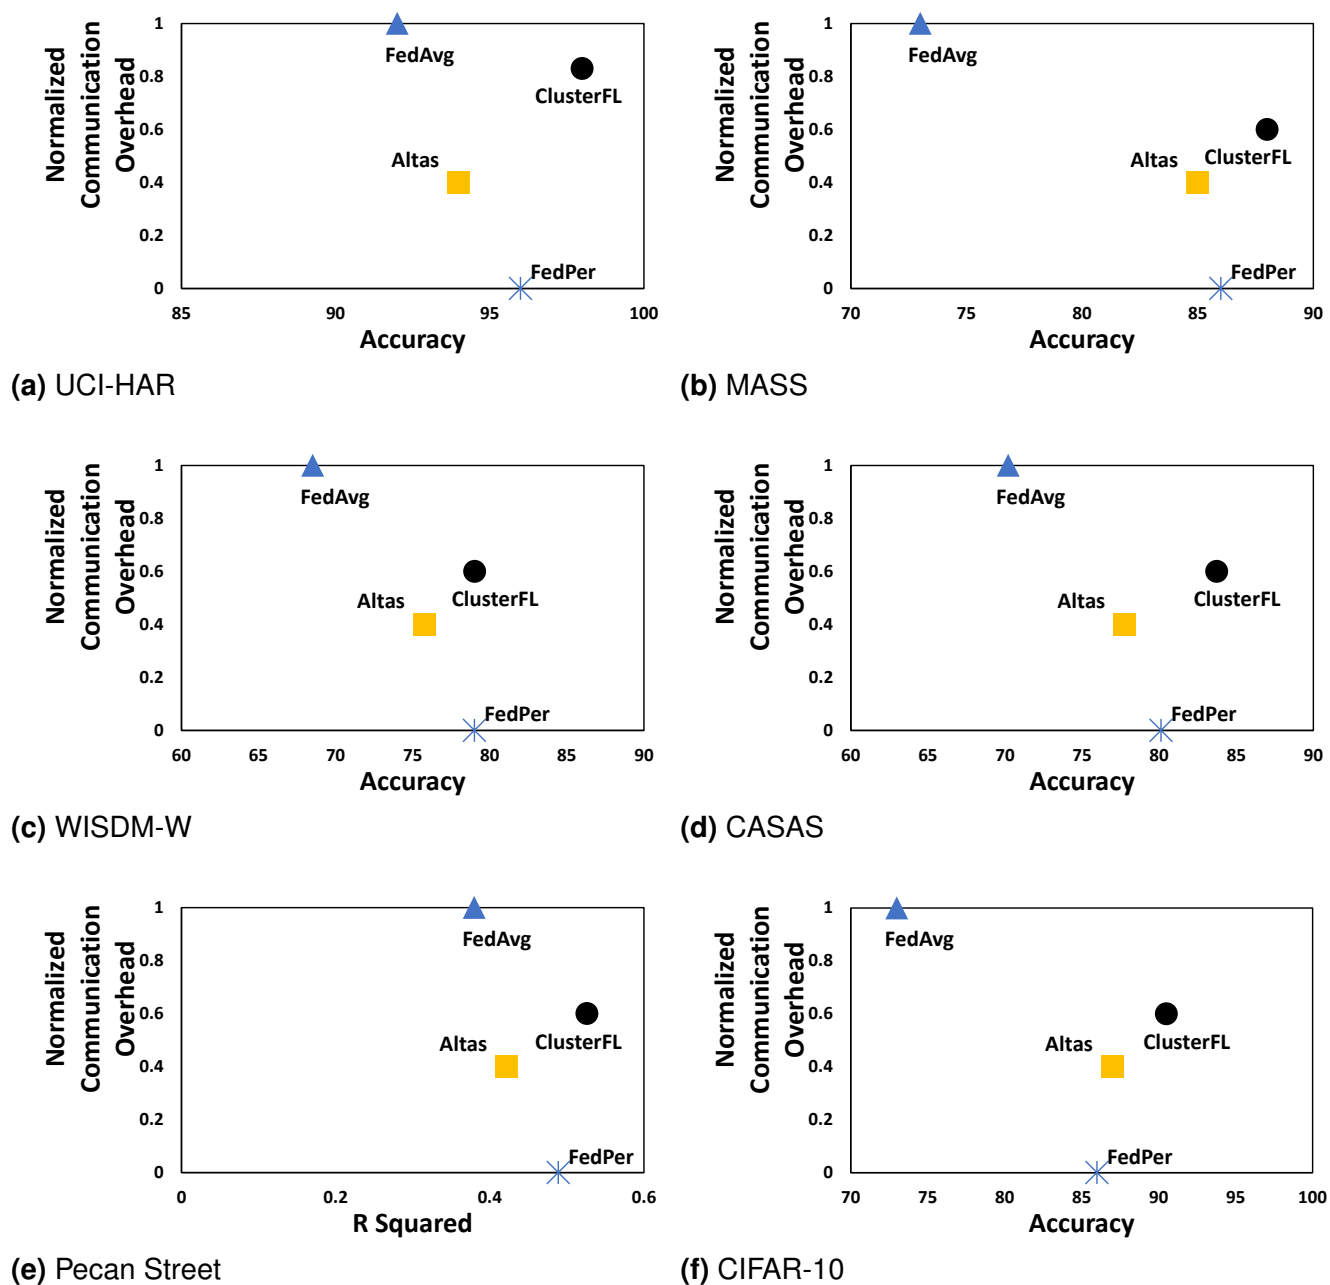 Normalized
Communication
Overhead
1
0.8
0.6
0.4
0.2
0
FedAvg
ClusterFL
Altas
FedPer
85 90 95 100
Accuracy
(a) UCI-HAR
Normalized
Communication
Overhead
1
0.8
0.6
0.4
0.2
0
FedAvg
ClusterFL
Altas
FedPer
70 75 80 85 90
Accuracy
(b) MASS
Normalized
Communication
Overhead
1
0.8
0.6
0.4
0.2
0
FedAvg
ClusterFL
Altas
FedPer
60 65 70 75 80 85 90
Accuracy
(c) WISDM-W
Normalized
Communication
Overhead
1
0.8
0.6
0.4
0.2
0
FedAvg
ClusterFL
Altas
FedPer
60 65 70 75 80 85 90
Accuracy
(d) CASAS
Normalized
Communication
Overhead
1
0.8
0.6
0.4
0.2
0
FedAvg
ClusterFL
Altas
FedPer
0 0.2 0.4 0.6
R Squared
(e) Pecan Street
Normalized
Communication
Overhead
1
0.8
0.6
0.4
0.2
0
FedAvg
ClusterFL
Altas
FedPer
70 75 80 85 90 95 100
Accuracy
(f) CIFAR-10